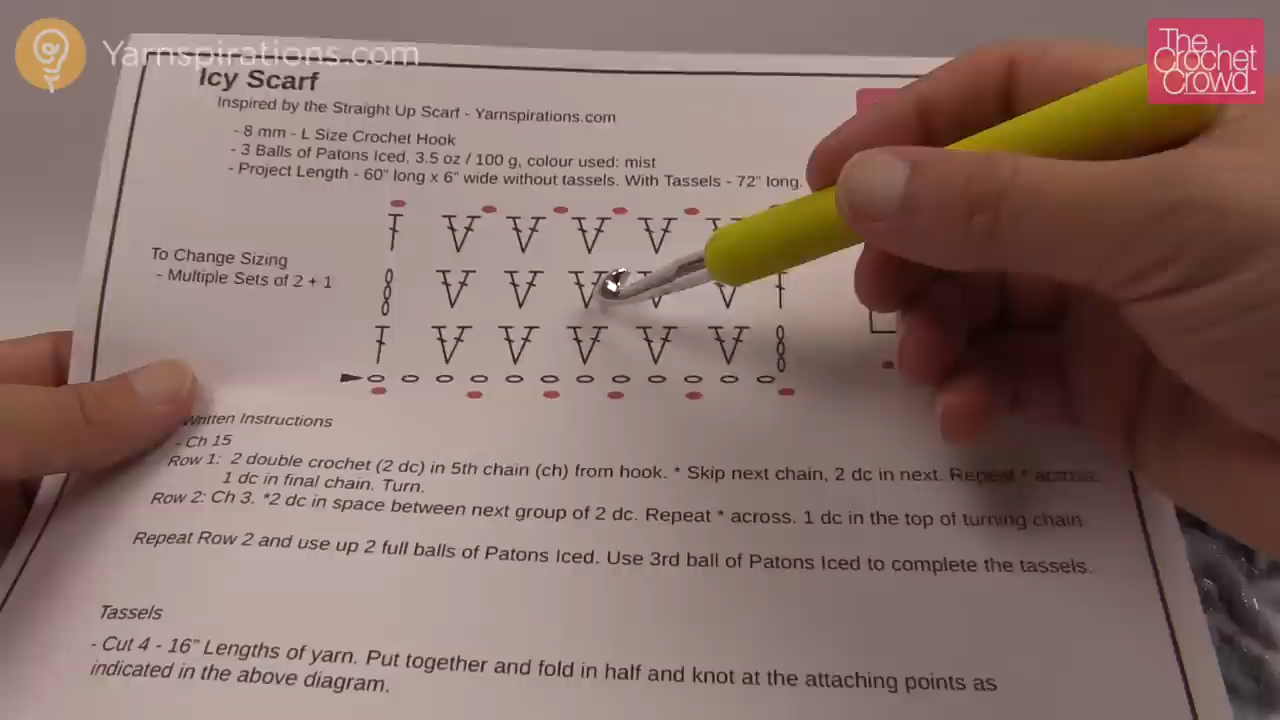 Yarnspirations.com
The
Crochet
Crowd
Icy Scarf
Inspired by the Straight Up Scarf - Yarnspirations.com
- 8 mm - L Size Crochet Hook
- 3 Balls of Patons Iced, 3.5 oz / 100 g, colour used: mist
- Project Length - 60" long x 6" wide without tassels. With Tassels - 72" long.
To Change Sizing
- Multiple Sets of 2 + 1
Written Instructions
- Ch 15
Row 1: 2 double crochet (2 dc) in 5th chain (ch) from hook. * Skip next chain, 2 dc in next. Repeat * across.
1 dc in final chain. Turn.
Row 2: Ch 3. *2 dc in space between next group of 2 dc. Repeat * across. 1 dc in the top of turning chain.
Repeat Row 2 and use up 2 full balls of Patons Iced. Use 3rd ball of Patons Iced to complete the tassels.
Tassels
- Cut 4 - 16" Lengths of yarn. Put together and fold in half and knot at the attaching points as
indicated in the above diagram.